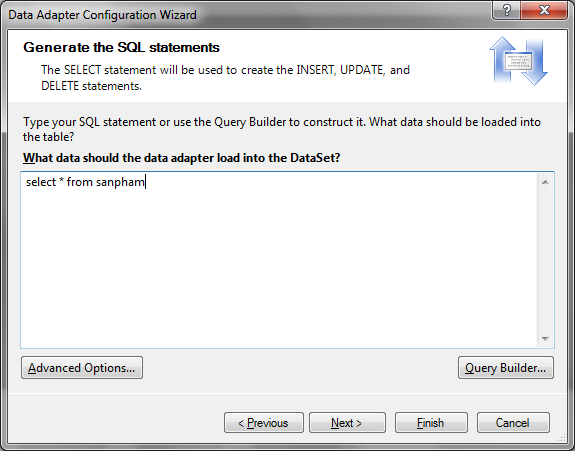 Data Adapter Configuration Wizard
?
Generate the SQL statements
The SELECT statement will be used to create the INSERT, UPDATE, and
DELETE statements.
Type your SQL statement or use the Query Builder to construct it. What data should be loaded into
the table?
What data should the data adapter load into the DataSet?
select * from sanpham
Advanced Options... Query Builder...
< Previous Next > Finish Cancel